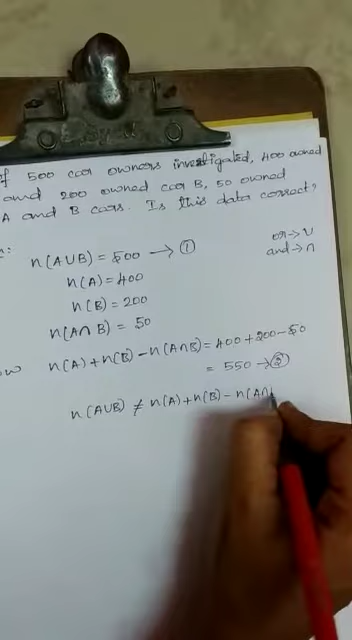 of 500 car owners investigated, 400 owned
and 200 owned car B, 50 owned
A and B cars. Is this data correct?
n(A∪B) = 500 → ①
or → ∪
and → ∩
n(A) = 400
n(B) = 200
n(A∩B) = 50
n(A) + n(B) - n(A∩B) = 400 + 200 - 50
= 550 → ②
n(A∪B) ≠ n(A) + n(B) - n(A∩